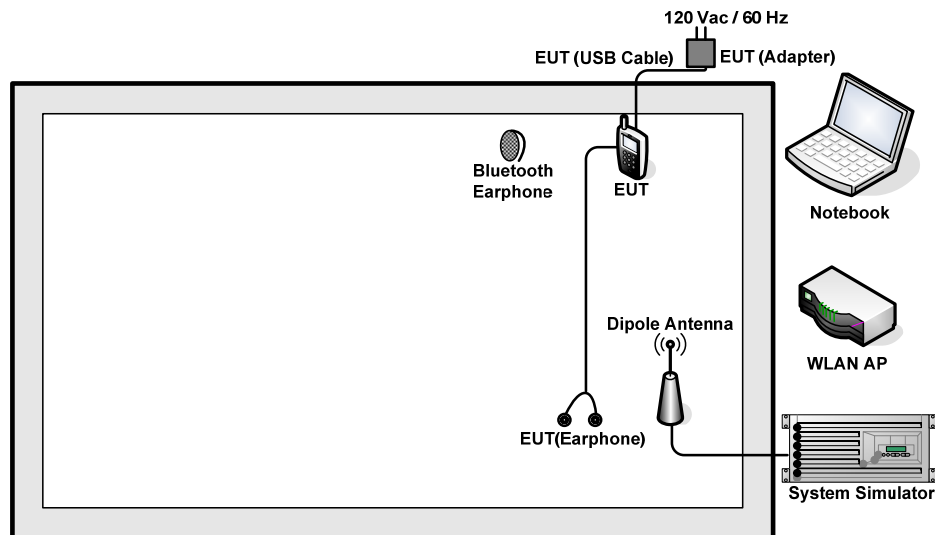 120 Vac / 60 Hz
EUT (USB Cable)
EUT (Adapter)
Bluetooth
Earphone
EUT
Notebook
Dipole Antenna
WLAN AP
EUT(Earphone)
System Simulator